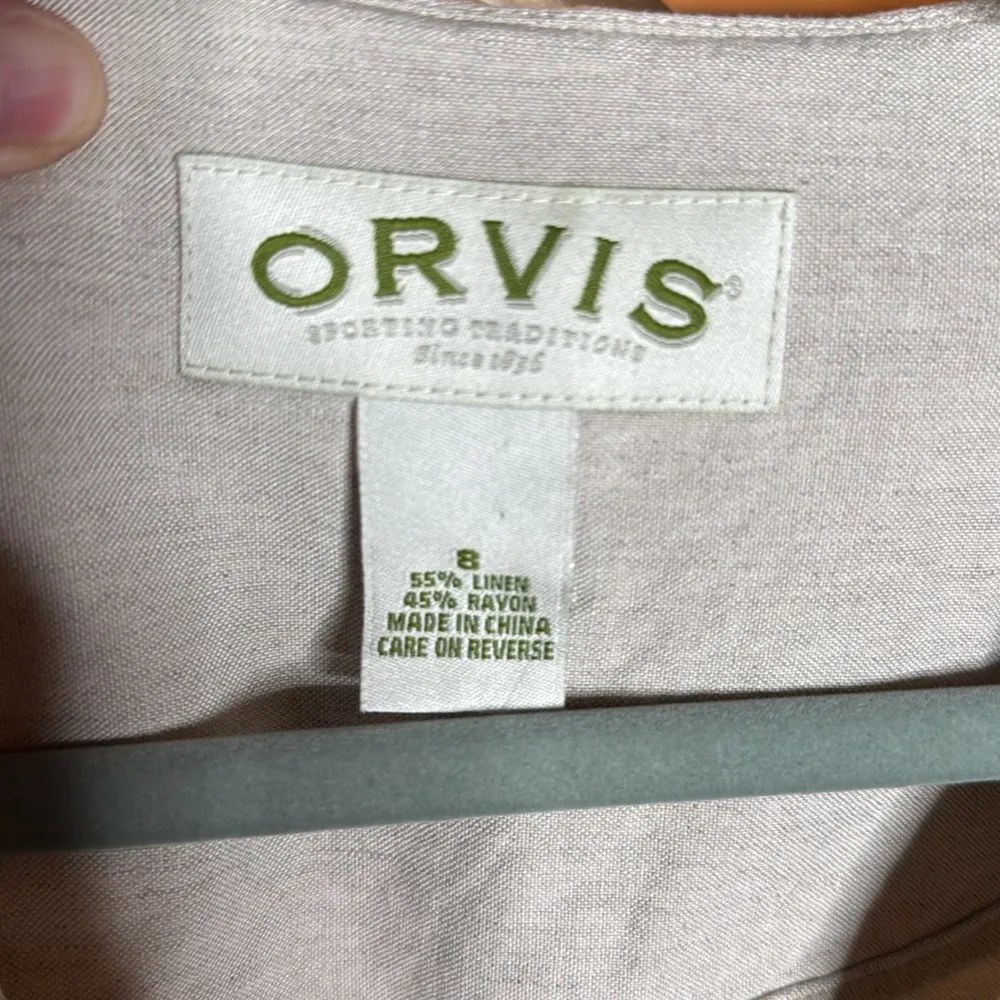 ORVIS®
SPORTING TRADITIONS
Since 1856
8
55% LINEN
45% RAYON
MADE IN CHINA
CARE ON REVERSE